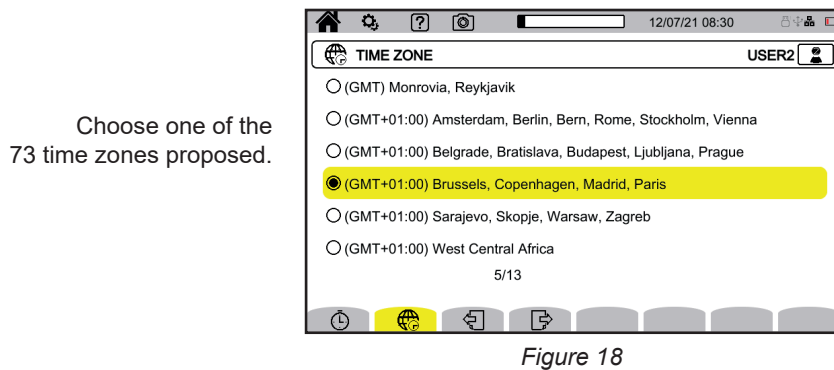 12/07/21 08:30
TIME ZONE
USER2
(GMT) Monrovia, Reykjavik
(GMT+01:00) Amsterdam, Berlin, Bern, Rome, Stockholm, Vienna
Choose one of the
73 time zones proposed.
(GMT+01:00) Belgrade, Bratislava, Budapest, Ljubljana, Prague
(GMT+01:00) Brussels, Copenhagen, Madrid, Paris
(GMT+01:00) Sarajevo, Skopje, Warsaw, Zagreb
(GMT+01:00) West Central Africa
5/13
Figure 18